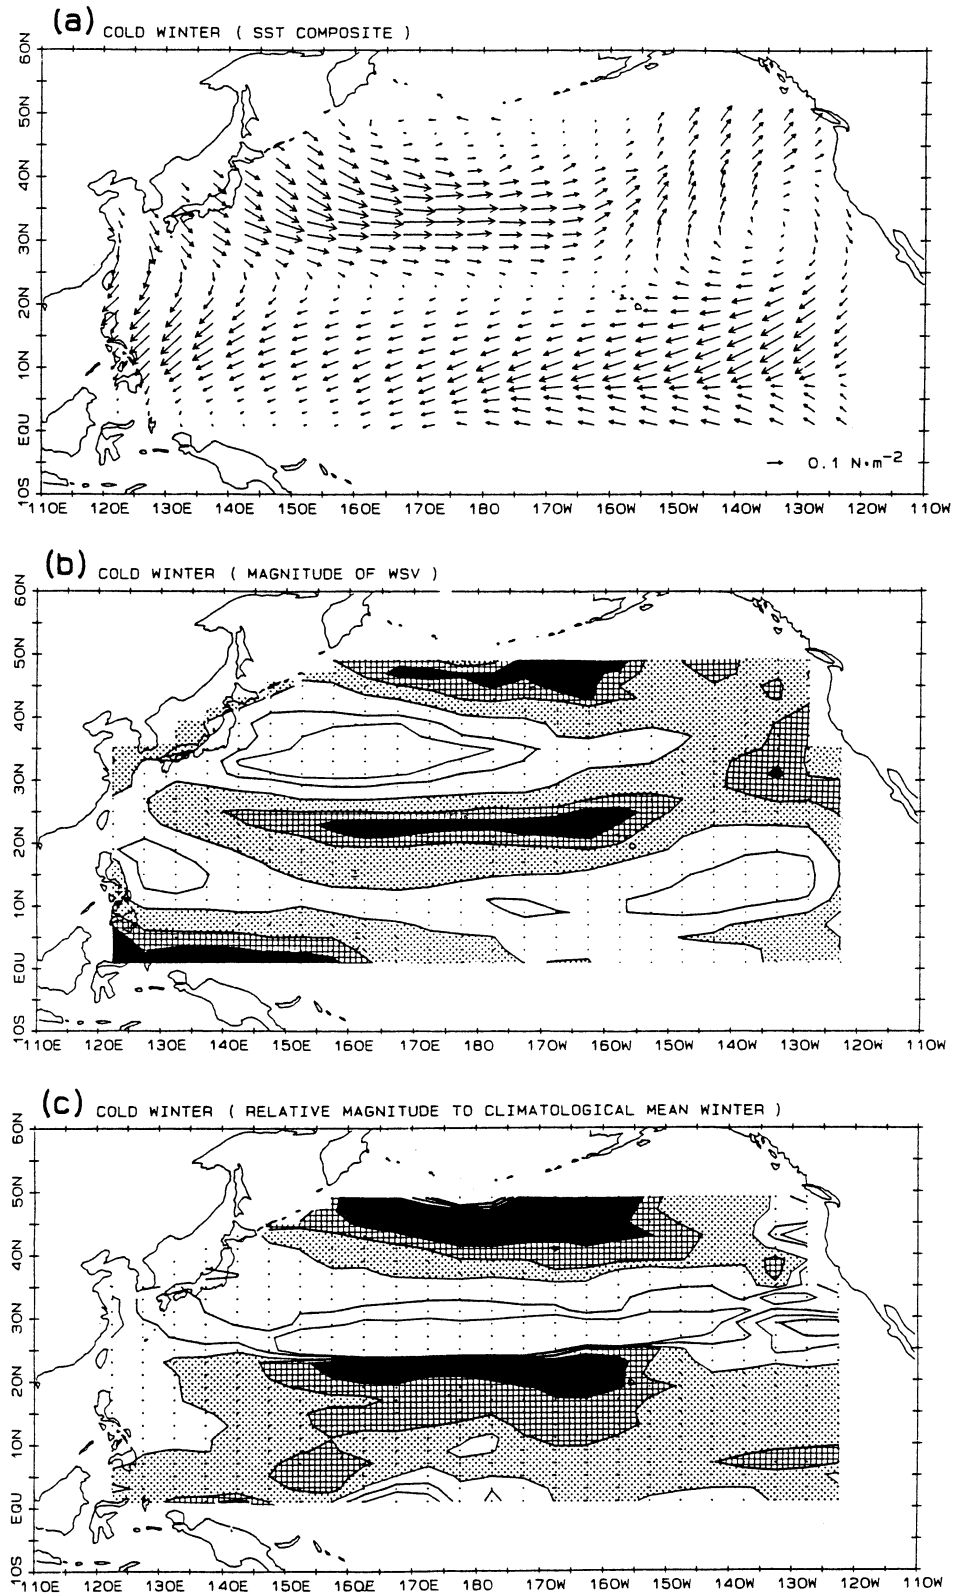 (a) COLD WINTER ( SST COMPOSITE )
60N
50N
40N
30N
20N
10N
EQU
10S
0.1 N·m⁻²
110E 120E 130E 140E 150E 160E 170E 180 170W 160W 150W 140W 130W 120W 110W
(b) COLD WINTER ( MAGNITUDE OF WSV )
60N
50N
40N
30N
20N
10N
EQU
10S
110E 120E 130E 140E 150E 160E 170E 180 170W 160W 150W 140W 130W 120W 110W
(c) COLD WINTER ( RELATIVE MAGNITUDE TO CLIMATOLOGICAL MEAN WINTER )
60N
50N
40N
30N
20N
10N
EQU
10S
110E 120E 130E 140E 150E 160E 170E 180 170W 160W 150W 140W 130W 120W 110W